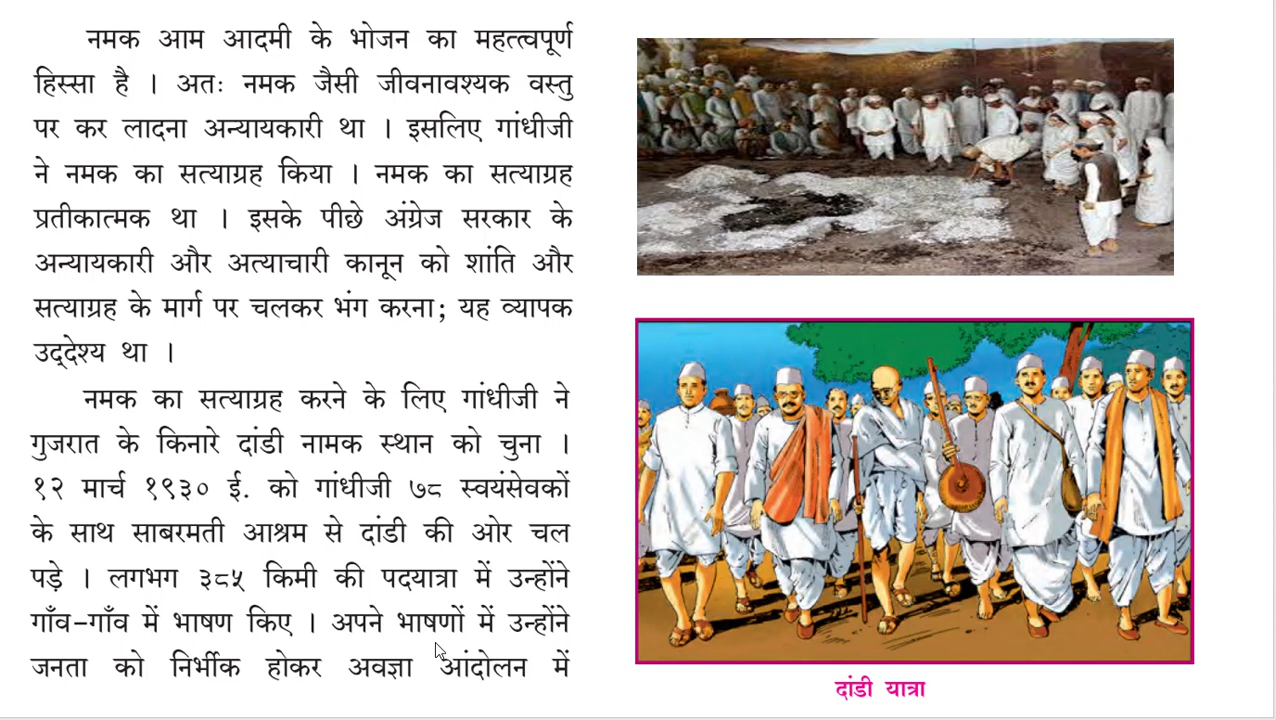 नमक आम आदमी के भोजन का महत्त्वपूर्ण
हिस्सा है । अतः नमक जैसी जीवनावश्यक वस्तु
पर कर लादना अन्यायकारी था । इसलिए गांधीजी
ने नमक का सत्याग्रह किया । नमक का सत्याग्रह
प्रतीकात्मक था । इसके पीछे अंग्रेज सरकार के
अन्यायकारी और अत्याचारी कानून को शांति और
सत्याग्रह के मार्ग पर चलकर भंग करना; यह व्यापक
उद्‌देश्य था ।
नमक का सत्याग्रह करने के लिए गांधीजी ने
गुजरात के किनारे दांडी नामक स्थान को चुना ।
१२ मार्च १९३० ई. को गांधीजी ७८ स्वयंसेवकों
के साथ साबरमती आश्रम से दांडी की ओर चल
पड़े । लगभग ३८५ किमी की पदयात्रा में उन्होंने
गाँव-गाँव में भाषण किए । अपने भाषणों में उन्होंने
जनता को निर्भीक होकर अवज्ञा आंदोलन में
दांडी यात्रा